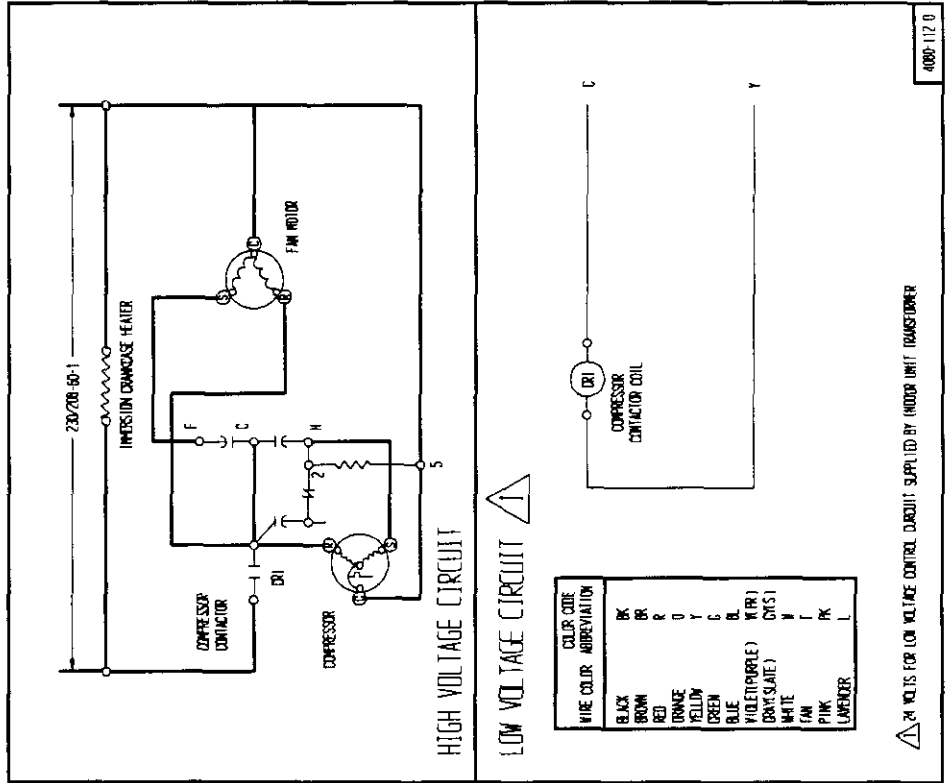 230/208-60-1
IMMERSION CRANKCASE HEATER
FAN MOTOR
S
C
R
F
C
H
COMPRESSOR
CONTACTOR
CR1
1
2
5
COMPRESSOR
R
S
C
HIGH VOLTAGE CIRCUIT
LOW VOLTAGE CIRCUIT
1
C
CR1
COMPRESSOR
CONTACTOR COIL
Y
COLOR CODE
WIRE COLOR ABBREVIATION
BLACK BK
BROWN BR
RED R
ORANGE O
YELLOW Y
GREEN G
BLUE BL
VIOLET(PURPLE) V(PR)
GRAY(SLATE) GY(S)
WHITE W
TAN T
PINK PK
LAVENDER L
1 24 VOLTS FOR LOW VOLTAGE CONTROL CIRCUIT SUPPLIED BY INDOOR UNIT TRANSFORMER
4080-112 0